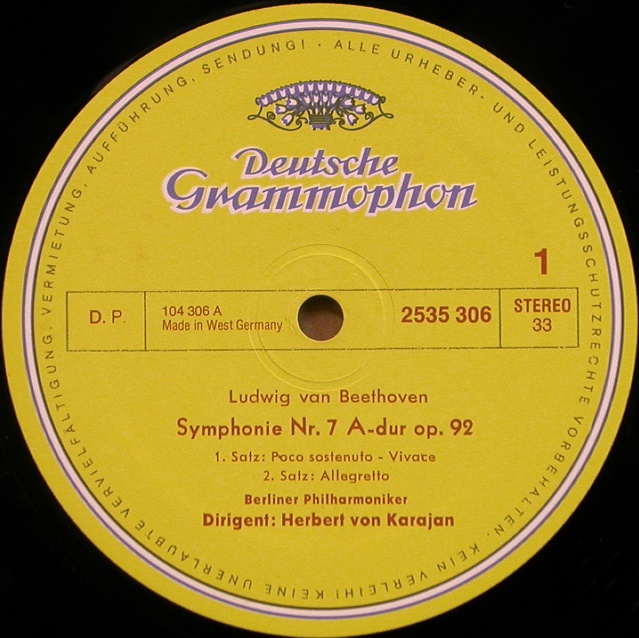 ALLE URHEBER- UND LEISTUNGSSCHUTZRECHTE VORBEHALTEN. KEIN VERLEIH! KEINE UNERLAUBTE VERVIELFÄLTIGUNG, VERMIETUNG, AUFFÜHRUNG, SENDUNG! ·
Deutsche
Grammophon
1
D. P.
104 306 A
Made in West Germany
2535 306
STEREO
33
Ludwig van Beethoven
Symphonie Nr. 7 A-dur op. 92
1. Satz: Poco sostenuto - Vivace
2. Satz: Allegretto
Berliner Philharmoniker
Dirigent: Herbert von Karajan